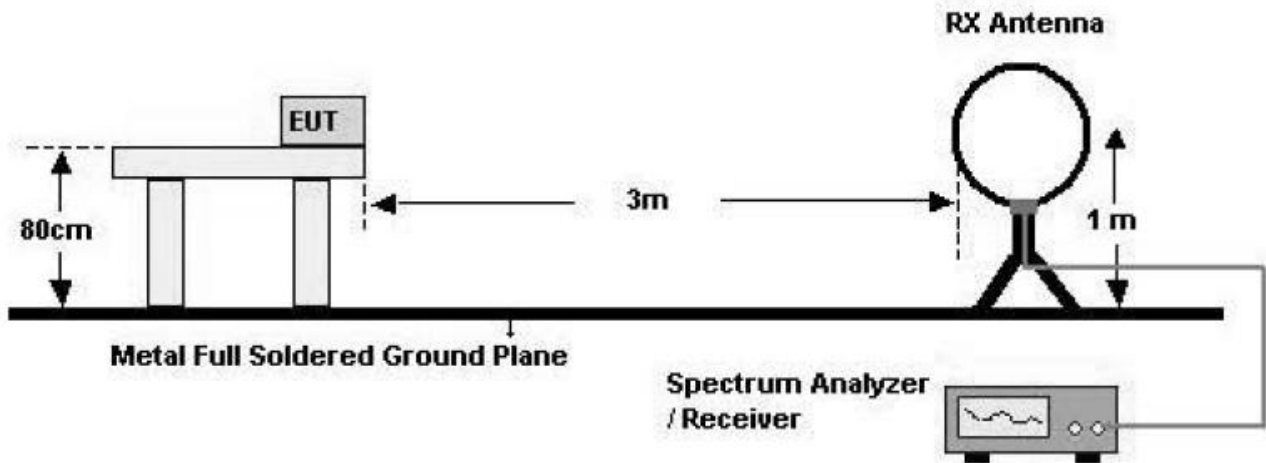 RX Antenna
EUT
3m
80cm
1 m
Metal Full Soldered Ground Plane
Spectrum Analyzer
/ Receiver